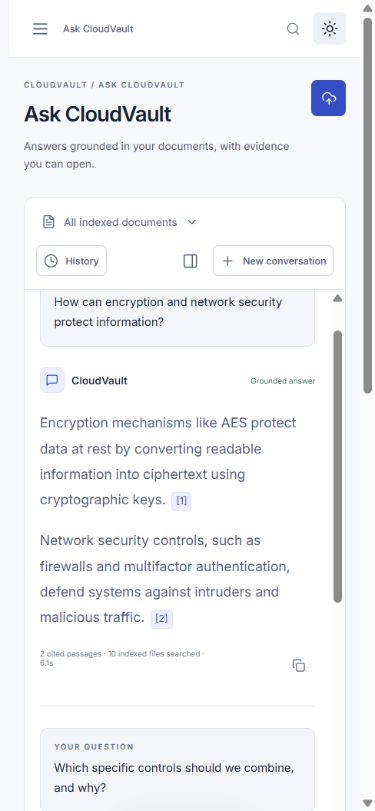 Ask CloudVault
CLOUDVAULT / ASK CLOUDVAULT
Ask CloudVault
Answers grounded in your documents, with evidence
you can open.
All indexed documents
History
New conversation
How can encryption and network security
protect information?
CloudVault
Grounded answer
Encryption mechanisms like AES protect
data at rest by converting readable
information into ciphertext using
cryptographic keys. [1]
Network security controls, such as
firewalls and multifactor authentication,
defend systems against intruders and
malicious traffic. [2]
2 cited passages · 10 indexed files searched ·
6.1s
YOUR QUESTION
Which specific controls should we combine,
and why?